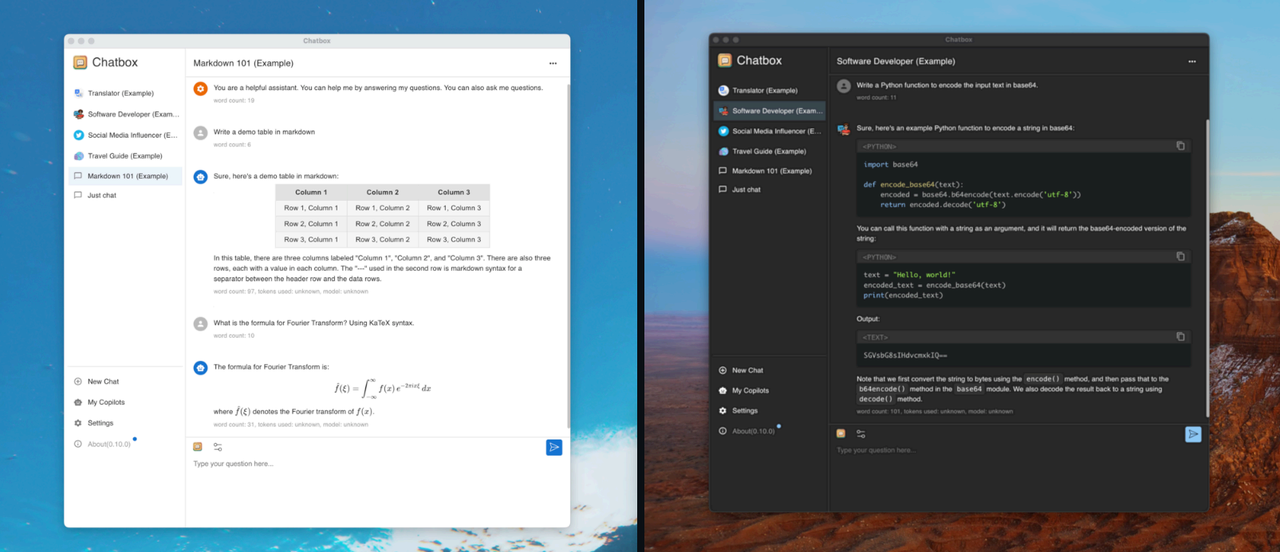 Chatbox
Chatbox
Markdown 101 (Example)
Translator (Example)
Software Developer (Exam...
Social Media Influencer (E...
Travel Guide (Example)
Markdown 101 (Example)
Just chat
New Chat
My Copilots
Settings
About(0.10.0)
You are a helpful assistant. You can help me by answering my questions. You can also ask me questions.
word count: 19
Write a demo table in markdown
word count: 6
Sure, here's a demo table in markdown:
Column 1 Column 2 Column 3
Row 1, Column 1 Row 1, Column 2 Row 1, Column 3
Row 2, Column 1 Row 2, Column 2 Row 2, Column 3
Row 3, Column 1 Row 3, Column 2 Row 3, Column 3
In this table, there are three columns labeled "Column 1", "Column 2", and "Column 3". There are also three
rows, each with a value in each column. The "---" used in the second row is markdown syntax for a
separator between the header row and the data rows.
word count: 97, tokens used: unknown, model: unknown
What is the formula for Fourier Transform? Using KaTeX syntax.
word count: 10
The formula for Fourier Transform is:
f̂(ξ) = ∫_{-∞}^{∞} f(x) e^{-2πixξ} dx
where f̂(ξ) denotes the Fourier transform of f(x).
word count: 31, tokens used: unknown, model: unknown
Type your question here...
Chatbox
Chatbox
Software Developer (Example)
Translator (Example)
Software Developer (Exam...
Social Media Influencer (E...
Travel Guide (Example)
Markdown 101 (Example)
Just chat
New Chat
My Copilots
Settings
About(0.10.0)
Write a Python function to encode the input text in base64.
word count: 11
Sure, here's an example Python function to encode a string in base64:
<PYTHON>
import base64
def encode_base64(text):
encoded = base64.b64encode(text.encode('utf-8'))
return encoded.decode('utf-8')
You can call this function with a string as an argument, and it will return the base64-encoded version of the
string:
<PYTHON>
text = "Hello, world!"
encoded_text = encode_base64(text)
print(encoded_text)
Output:
<TEXT>
SGVsbG8sIHdvcmxkIQ==
Note that we first convert the string to bytes using the encode() method, and then pass that to the
b64encode() method in the base64 module. We also decode the result back to a string using
decode() method.
word count: 101, tokens used: unknown, model: unknown
Type your question here...